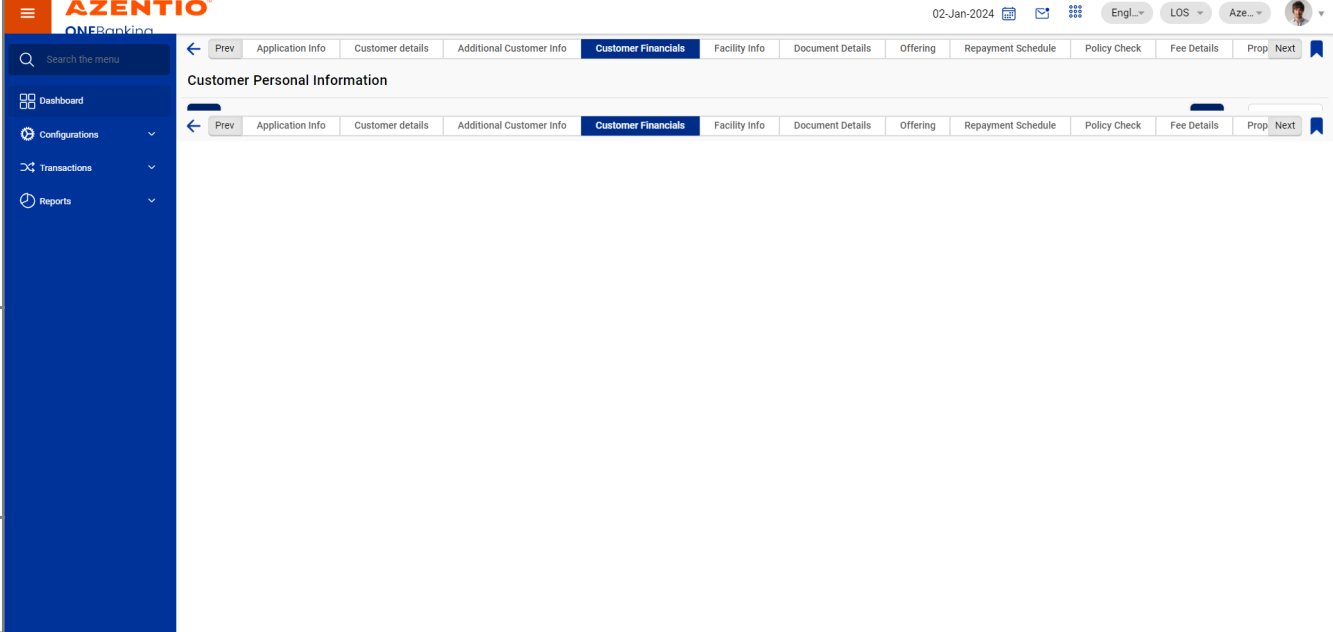 AZENTIO
ONEBanking
02-Jan-2024 Engl... LOS Aze...
Search the menu
Dashboard
Configurations
Transactions
Reports
Prev Application Info Customer details Additional Customer Info Customer Financials Facility Info Document Details Offering Repayment Schedule Policy Check Fee Details Prop Next
Customer Personal Information
Prev Application Info Customer details Additional Customer Info Customer Financials Facility Info Document Details Offering Repayment Schedule Policy Check Fee Details Prop Next